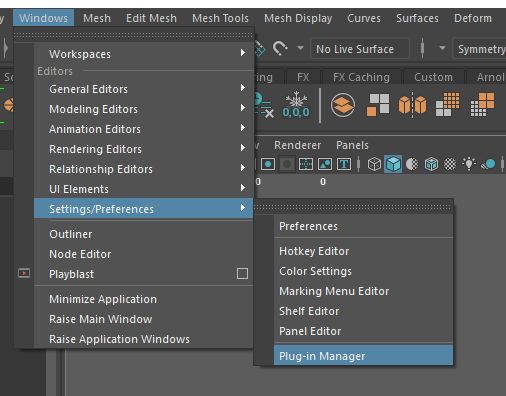 Windows Mesh Edit Mesh Mesh Tools Mesh Display Curves Surfaces Deform
No Live Surface Symmetry
Workspaces
Editors
FX FX Caching Custom Arnol
General Editors
Modeling Editors
0,0,0
Animation Editors
Rendering Editors
Renderer Panels
Relationship Editors
UI Elements
0 0
Settings/Preferences
Preferences
Outliner
Hotkey Editor
Node Editor
Color Settings
Playblast
Marking Menu Editor
Minimize Application
Shelf Editor
Raise Main Window
Panel Editor
Raise Application Windows
Plug-in Manager